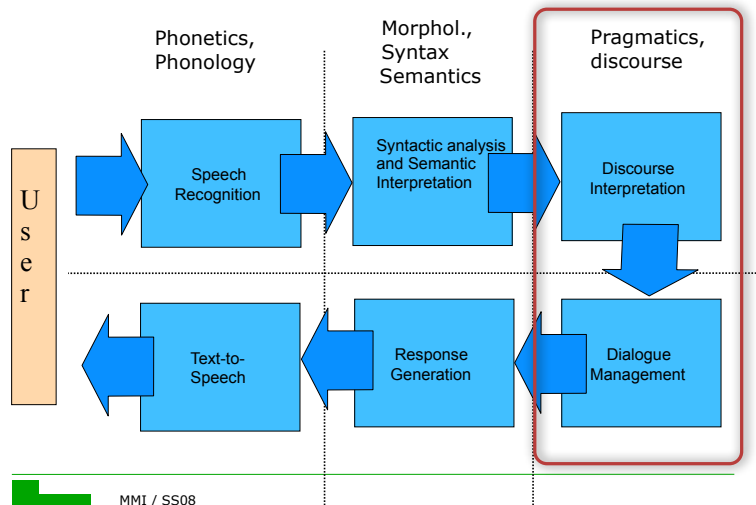 Phonetics,
Phonology
Morphol.,
Syntax
Semantics
Pragmatics,
discourse
User
Speech
Recognition
Syntactic analysis
and Semantic
Interpretation
Discourse
Interpretation
Text-to-
Speech
Response
Generation
Dialogue
Management
MMI / SS08